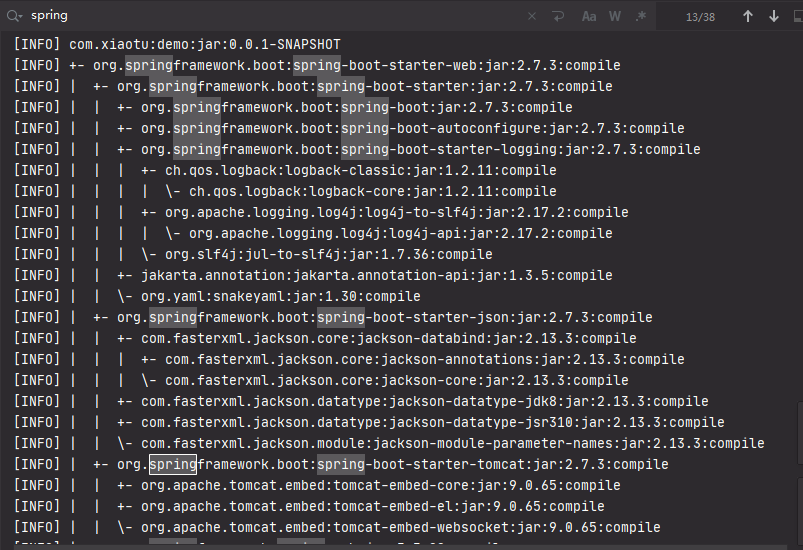 spring
Aa W .* 13/38
[INFO] com.xiaotu:demo:jar:0.0.1-SNAPSHOT
[INFO] +- org.springframework.boot:spring-boot-starter-web:jar:2.7.3:compile
[INFO] |  +- org.springframework.boot:spring-boot-starter:jar:2.7.3:compile
[INFO] |  |  +- org.springframework.boot:spring-boot:jar:2.7.3:compile
[INFO] |  |  +- org.springframework.boot:spring-boot-autoconfigure:jar:2.7.3:compile
[INFO] |  |  +- org.springframework.boot:spring-boot-starter-logging:jar:2.7.3:compile
[INFO] |  |  |  +- ch.qos.logback:logback-classic:jar:1.2.11:compile
[INFO] |  |  |  |  \- ch.qos.logback:logback-core:jar:1.2.11:compile
[INFO] |  |  |  +- org.apache.logging.log4j:log4j-to-slf4j:jar:2.17.2:compile
[INFO] |  |  |  |  \- org.apache.logging.log4j:log4j-api:jar:2.17.2:compile
[INFO] |  |  |  \- org.slf4j:jul-to-slf4j:jar:1.7.36:compile
[INFO] |  |  +- jakarta.annotation:jakarta.annotation-api:jar:1.3.5:compile
[INFO] |  |  \- org.yaml:snakeyaml:jar:1.30:compile
[INFO] |  +- org.springframework.boot:spring-boot-starter-json:jar:2.7.3:compile
[INFO] |  |  +- com.fasterxml.jackson.core:jackson-databind:jar:2.13.3:compile
[INFO] |  |  |  +- com.fasterxml.jackson.core:jackson-annotations:jar:2.13.3:compile
[INFO] |  |  |  \- com.fasterxml.jackson.core:jackson-core:jar:2.13.3:compile
[INFO] |  |  +- com.fasterxml.jackson.datatype:jackson-datatype-jdk8:jar:2.13.3:compile
[INFO] |  |  +- com.fasterxml.jackson.datatype:jackson-datatype-jsr310:jar:2.13.3:compile
[INFO] |  |  \- com.fasterxml.jackson.module:jackson-module-parameter-names:jar:2.13.3:compile
[INFO] |  +- org.springframework.boot:spring-boot-starter-tomcat:jar:2.7.3:compile
[INFO] |  |  +- org.apache.tomcat.embed:tomcat-embed-core:jar:9.0.65:compile
[INFO] |  |  +- org.apache.tomcat.embed:tomcat-embed-el:jar:9.0.65:compile
[INFO] |  |  \- org.apache.tomcat.embed:tomcat-embed-websocket:jar:9.0.65:compile